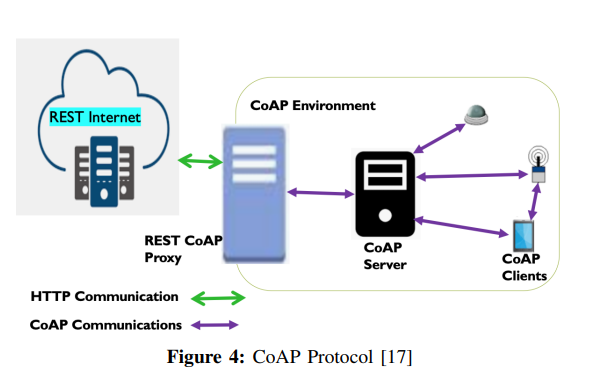 REST Internet
CoAP Environment
REST CoAP
Proxy
CoAP
Server
CoAP
Clients
HTTP Communication
CoAP Communications
Figure 4: CoAP Protocol [17]